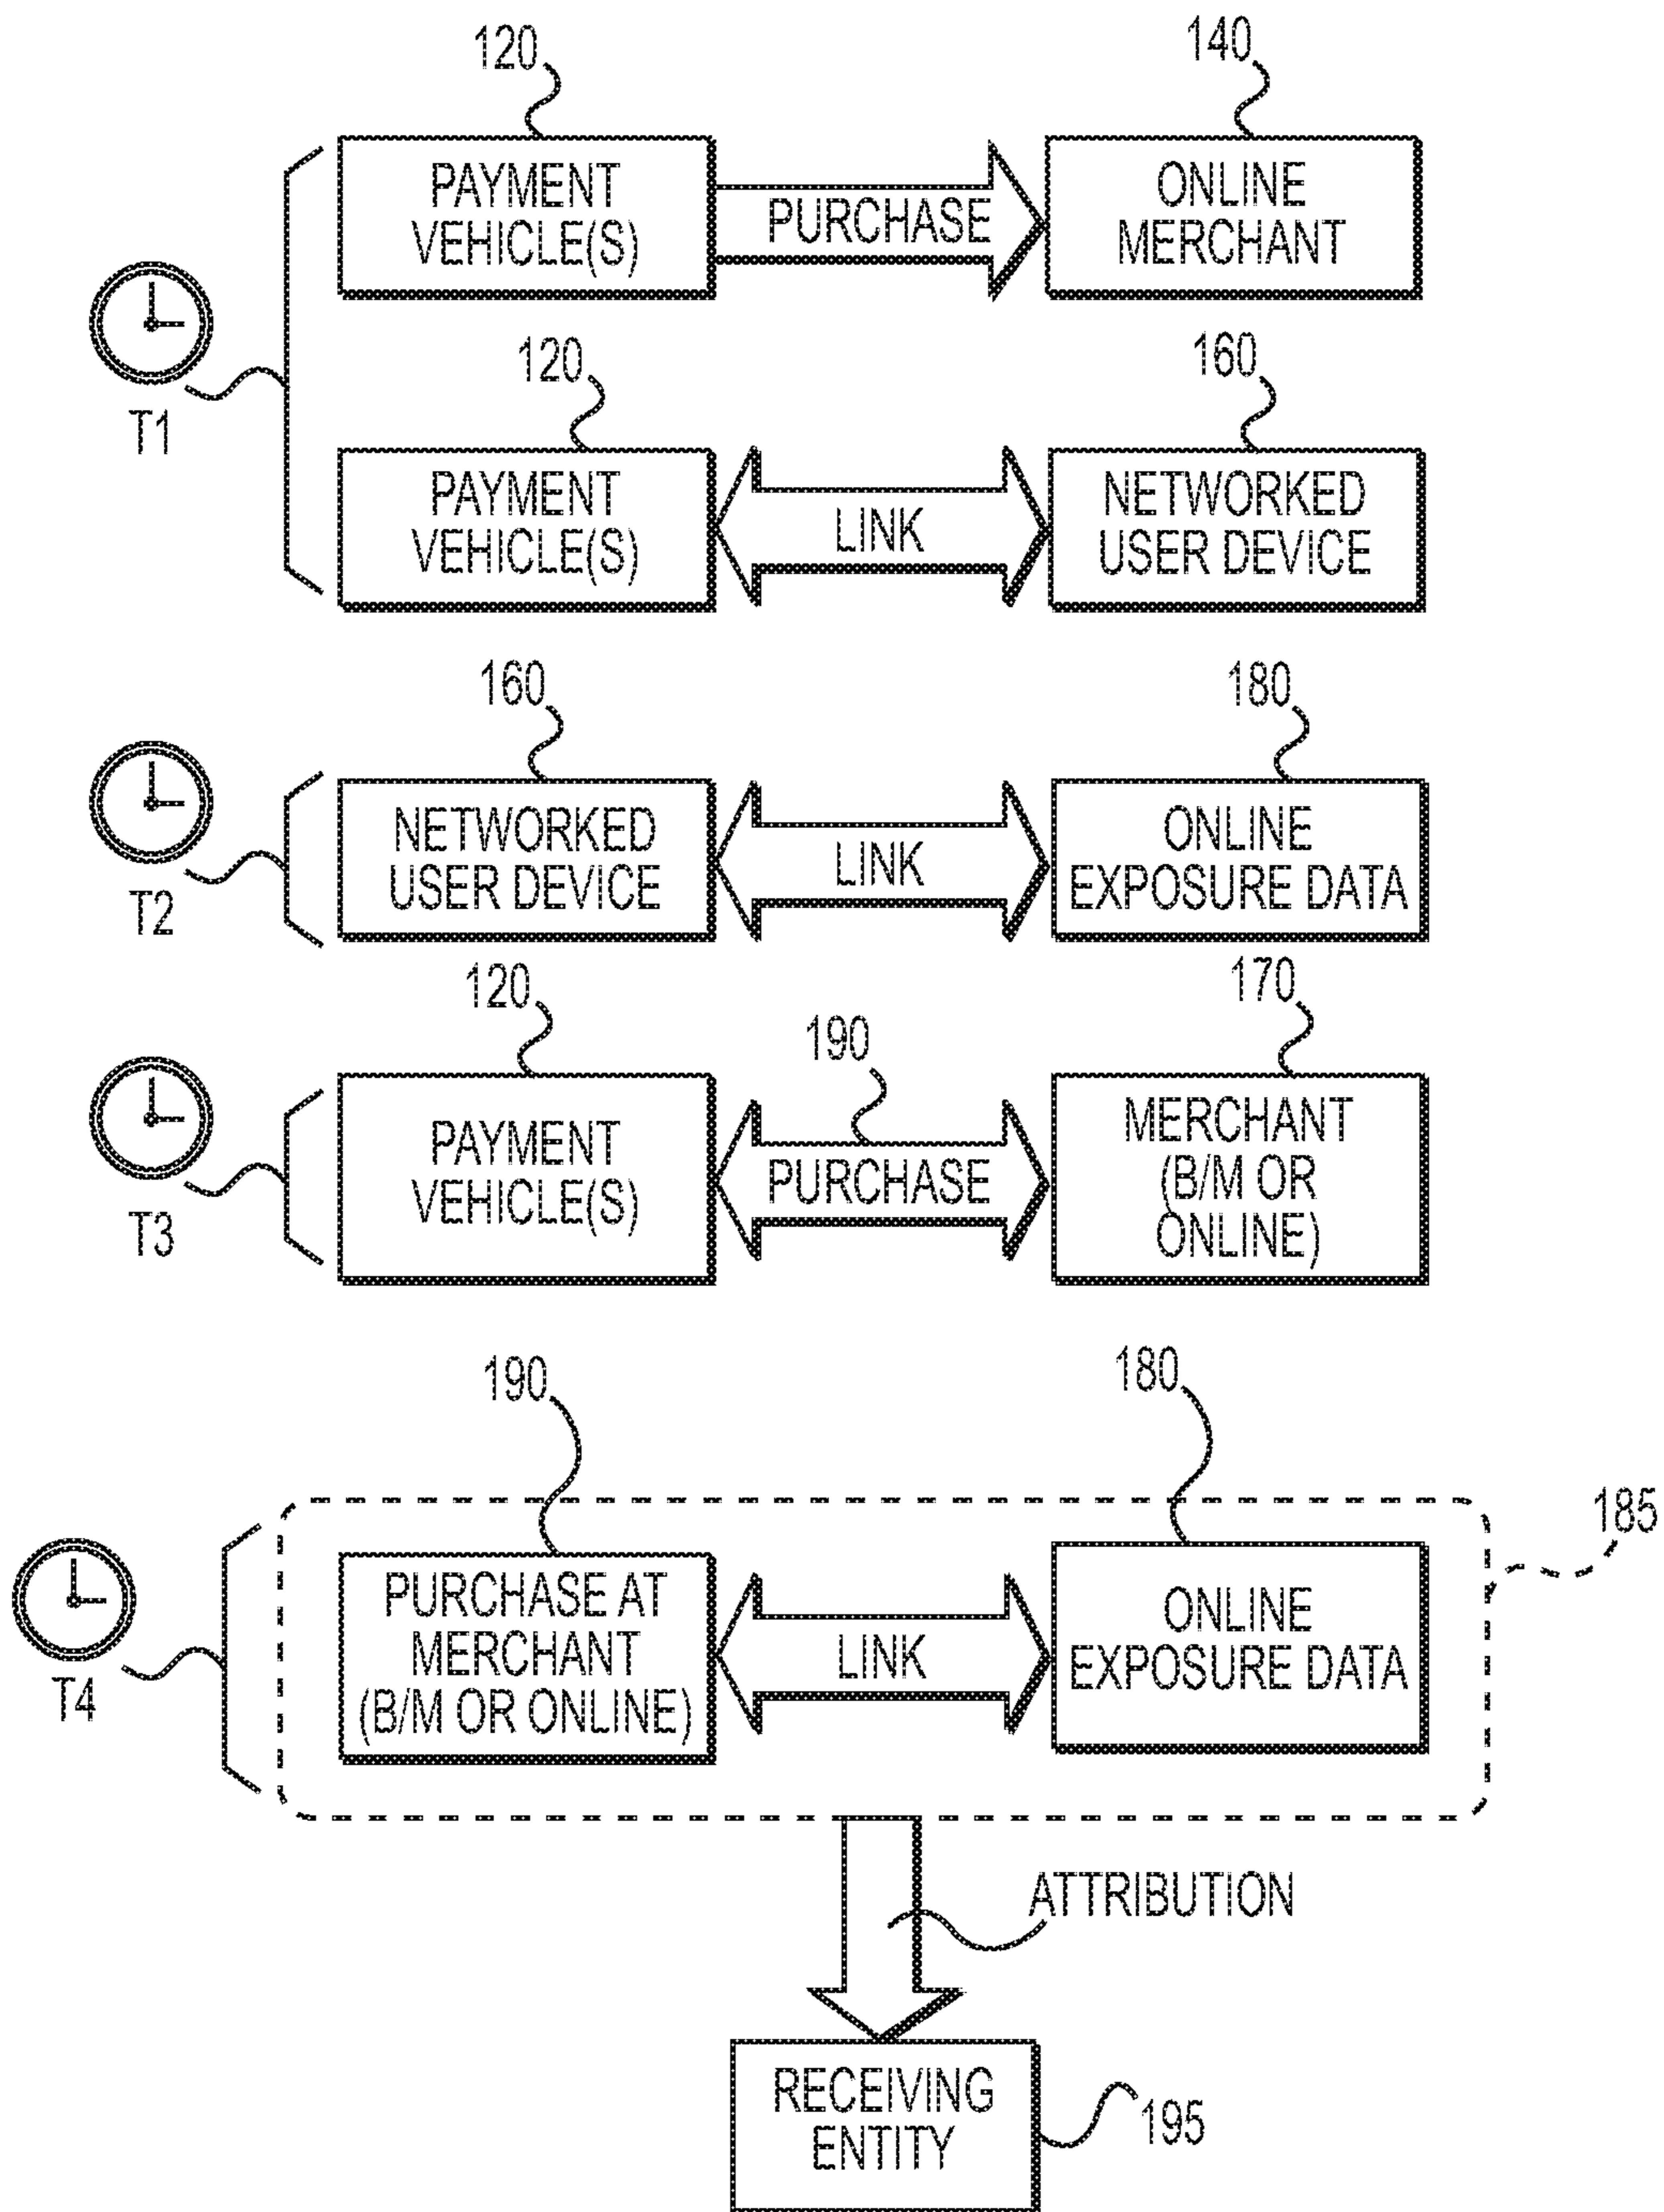 120
140
PAYMENT
VEHICLE(S)
PURCHASE
ONLINE
MERCHANT
T1
120
160
PAYMENT
VEHICLE(S)
LINK
NETWORKED
USER DEVICE
160
180
T2
NETWORKED
USER DEVICE
LINK
ONLINE
EXPOSURE DATA
120
190
170
T3
PAYMENT
VEHICLE(S)
PURCHASE
MERCHANT
(B/M OR
ONLINE)
190
180
185
T4
PURCHASE AT
MERCHANT
(B/M OR ONLINE)
LINK
ONLINE
EXPOSURE DATA
ATTRIBUTION
RECEIVING
ENTITY
195